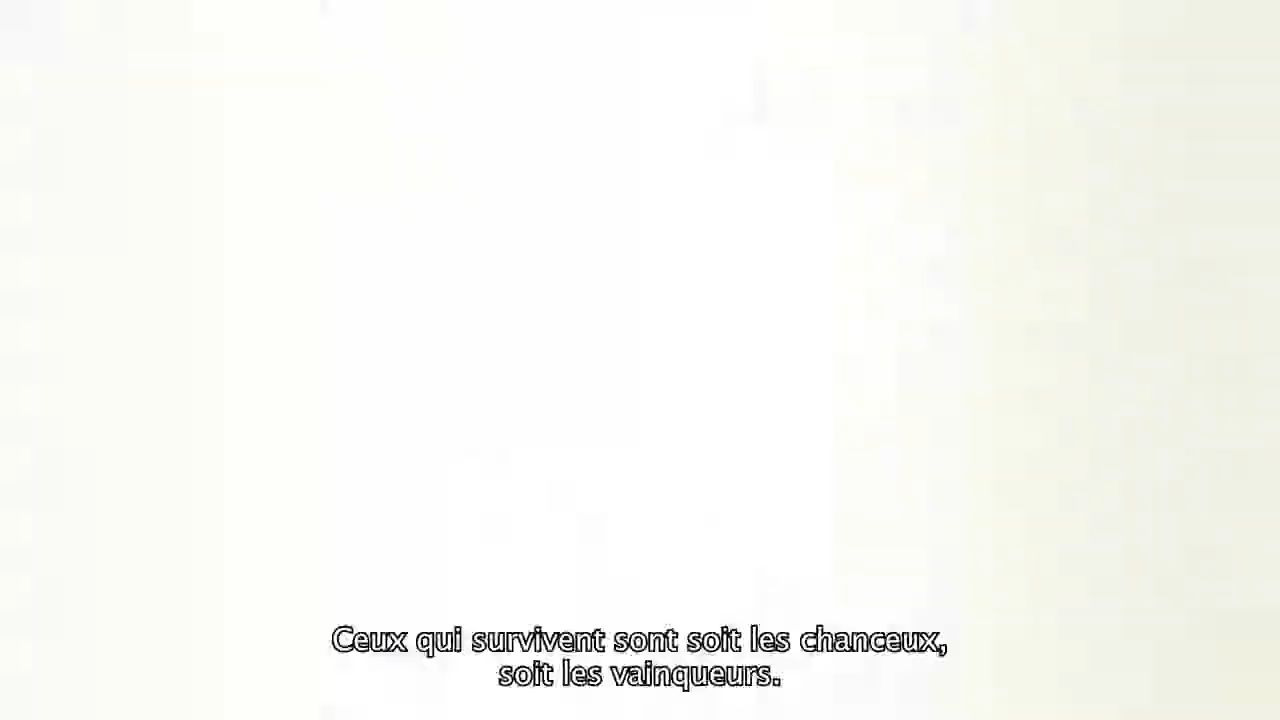 Ceux qui survivent sont soit les chanceux,
soit les vainqueurs.